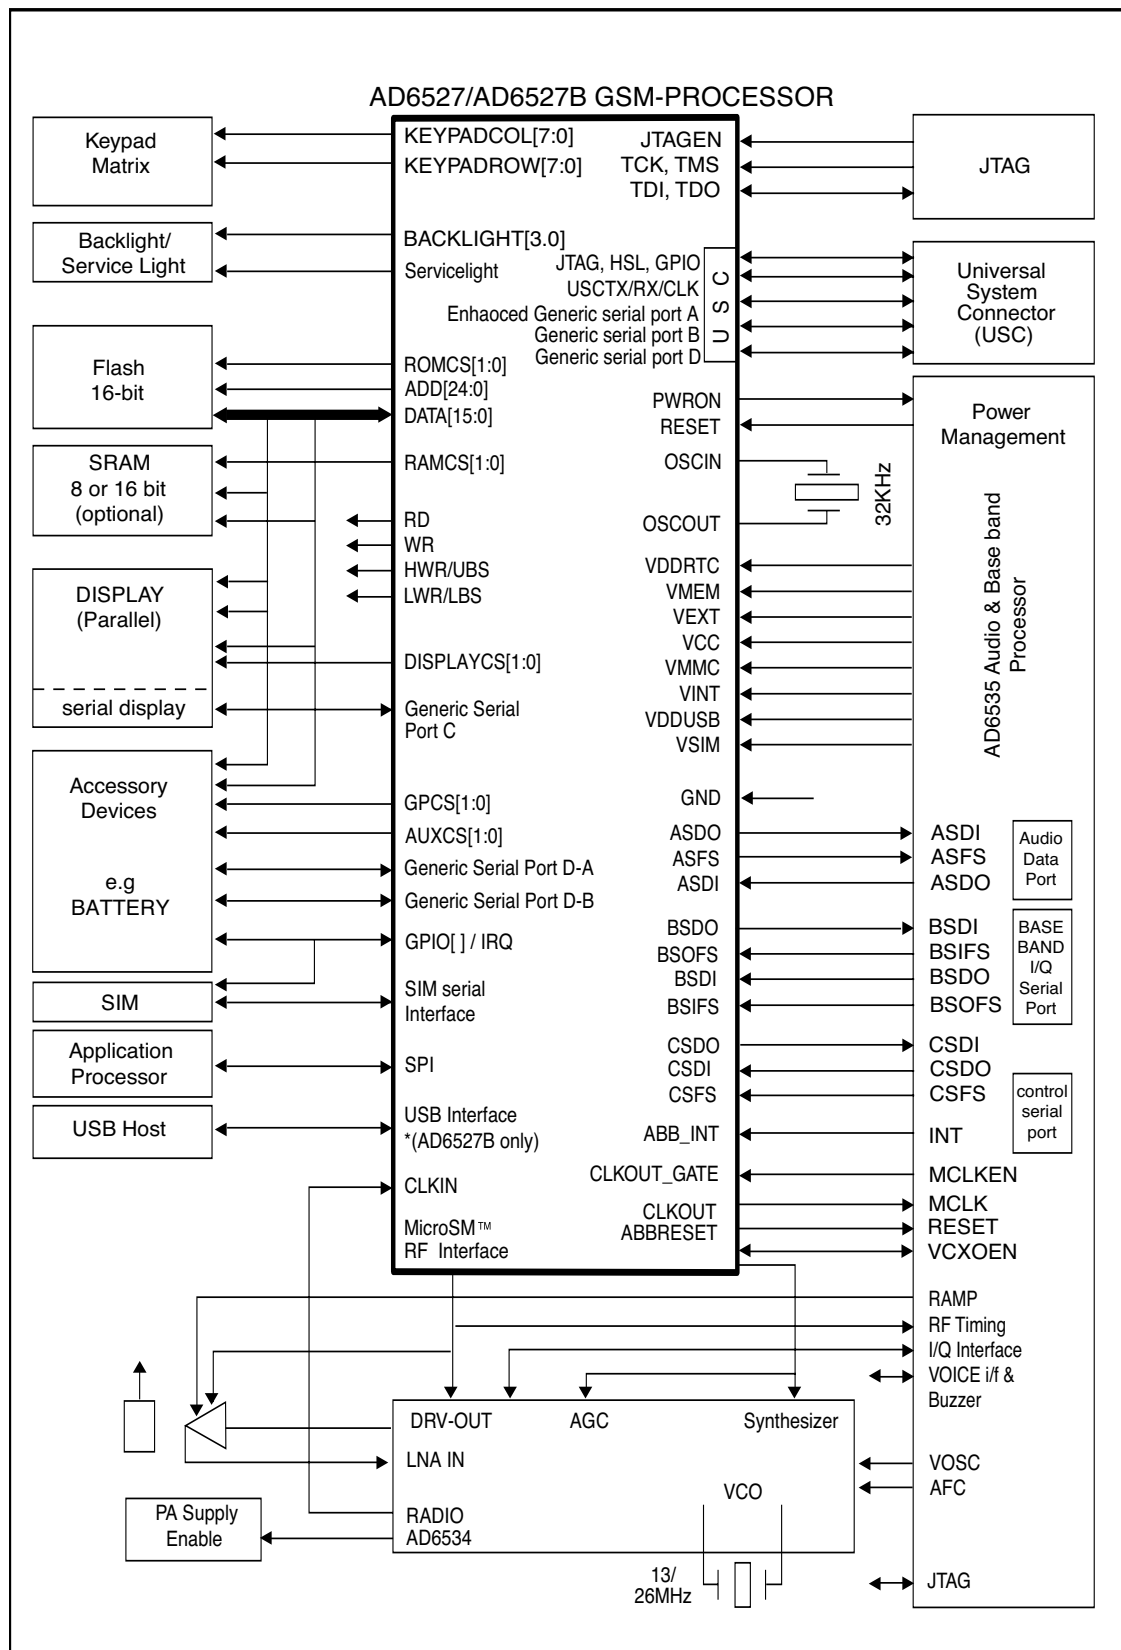 AD6527/AD6527B GSM-PROCESSOR
Keypad
Matrix
Backlight/
Service Light
Flash
16-bit
SRAM
8 or 16 bit
(optional)
DISPLAY
(Parallel)
serial display
Accessory
Devices
e.g
BATTERY
SIM
Application
Processor
USB Host
KEYPADCOL[7:0]
KEYPADROW[7:0]
BACKLIGHT[3.0]
Servicelight
ROMCS[1:0]
ADD[24:0]
DATA[15:0]
RAMCS[1:0]
RD
WR
HWR/UBS
LWR/LBS
DISPLAYCS[1:0]
Generic Serial
Port C
GPCS[1:0]
AUXCS[1:0]
Generic Serial Port D-A
Generic Serial Port D-B
GPIO[ ] / IRQ
SIM serial
Interface
SPI
USB Interface
*(AD6527B only)
CLKIN
MicroSM™
RF Interface
JTAGEN
TCK, TMS
TDI, TDO
JTAG, HSL, GPIO
USCTX/RX/CLK
Enhaoced Generic serial port A
Generic serial port B
Generic serial port D
U S C
PWRON
RESET
OSCIN
OSCOUT
VDDRTC
VMEM
VEXT
VCC
VMMC
VINT
VDDUSB
VSIM
GND
ASDO
ASFS
ASDI
BSDO
BSOFS
BSDI
BSIFS
CSDO
CSDI
CSFS
ABB_INT
CLKOUT_GATE
CLKOUT
ABBRESET
32KHz
JTAG
Universal
System
Connector
(USC)
Power
Management
AD6535 Audio & Base band
Processor
ASDI
ASFS
ASDO
Audio
Data
Port
BSDI
BSIFS
BSDO
BSOFS
BASE
BAND
I/Q
Serial
Port
CSDI
CSDO
CSFS
INT
control
serial
port
MCLKEN
MCLK
RESET
VCXOEN
RAMP
RF Timing
I/Q Interface
VOICE i/f &
Buzzer
VOSC
AFC
JTAG
DRV-OUT
AGC
Synthesizer
LNA IN
VCO
RADIO
AD6534
PA Supply
Enable
13/
26MHz